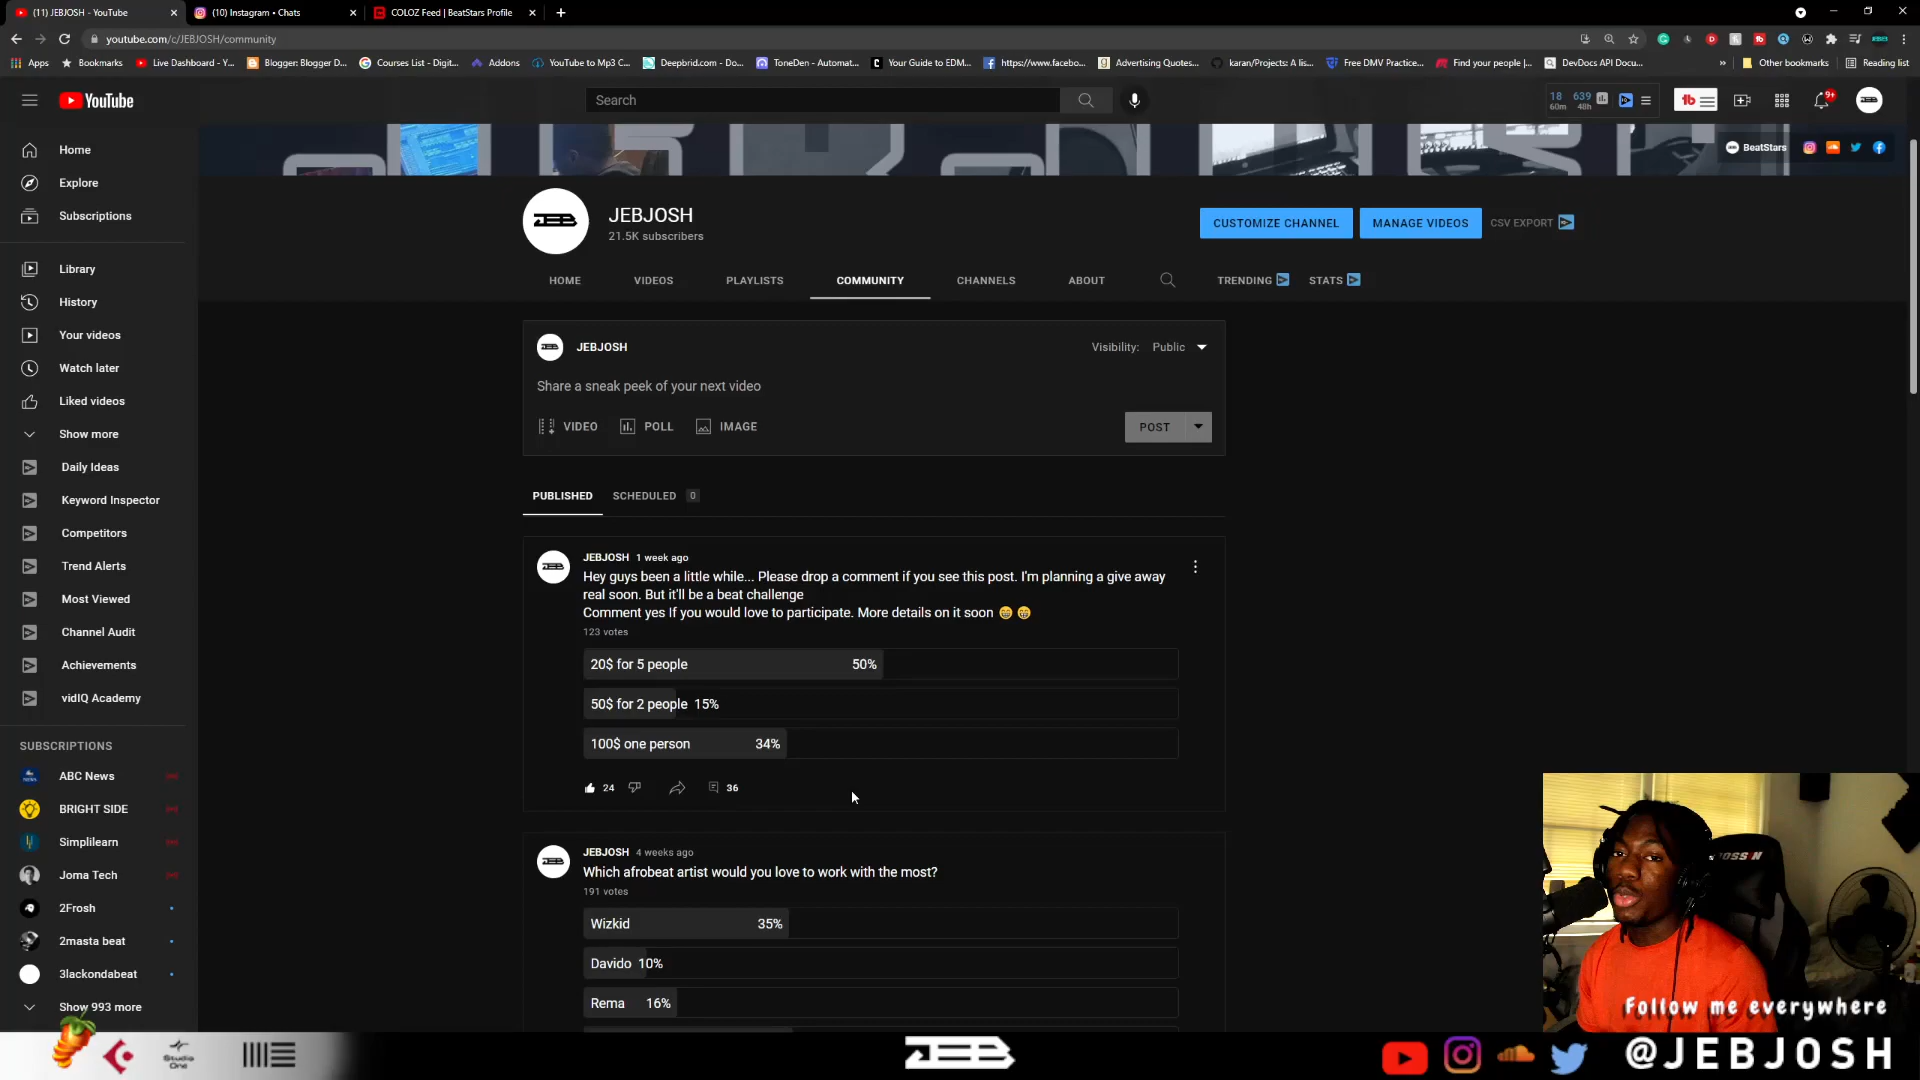 (11) JEBJOSH - YouTube
(10) Instagram • Chats
COLOZ Feed | BeatStars Profile
youtube.com/c/JEBJOSH/community
Apps
Bookmarks
Live Dashboard - Y...
Blogger: Blogger D...
Courses List - Digit...
Addons
YouTube to Mp3 C...
Deepbrid.com - Do...
ToneDen - Automat...
Your Guide to EDM...
https://www.facebo...
Advertising Quotes...
karan/Projects: A lis...
Free DMV Practice...
Find your people |...
DevDocs API Docu...
»
Other bookmarks
Reading list
YouTube
Search
18
60m
639
48h
9+
BeatStars
Home
Explore
Subscriptions
Library
History
Your videos
Watch later
Liked videos
Show more
Daily Ideas
Keyword Inspector
Competitors
Trend Alerts
Most Viewed
Channel Audit
Achievements
vidIQ Academy
SUBSCRIPTIONS
ABC News
BRIGHT SIDE
Simplilearn
Joma Tech
2Frosh
2masta beat
3lackondabeat
Show 993 more
JEB
JEBJOSH
21.5K subscribers
CUSTOMIZE CHANNEL
MANAGE VIDEOS
CSV EXPORT
HOME
VIDEOS
PLAYLISTS
COMMUNITY
CHANNELS
ABOUT
TRENDING
STATS
JEBJOSH
Visibility: Public
Share a sneak peek of your next video
VIDEO
POLL
IMAGE
POST
PUBLISHED
SCHEDULED 0
JEBJOSH 1 week ago
Hey guys been a little while... Please drop a comment if you see this post. I'm planning a give away
real soon. But it'll be a beat challenge
Comment yes If you would love to participate. More details on it soon 😁 😁
123 votes
20$ for 5 people 50%
50$ for 2 people 15%
100$ one person 34%
24
36
JEBJOSH 4 weeks ago
Which afrobeat artist would you love to work with the most?
191 votes
Wizkid 35%
Davido 10%
Rema 16%
Follow me everywhere
Studio One
JEB
@JEBJOSH